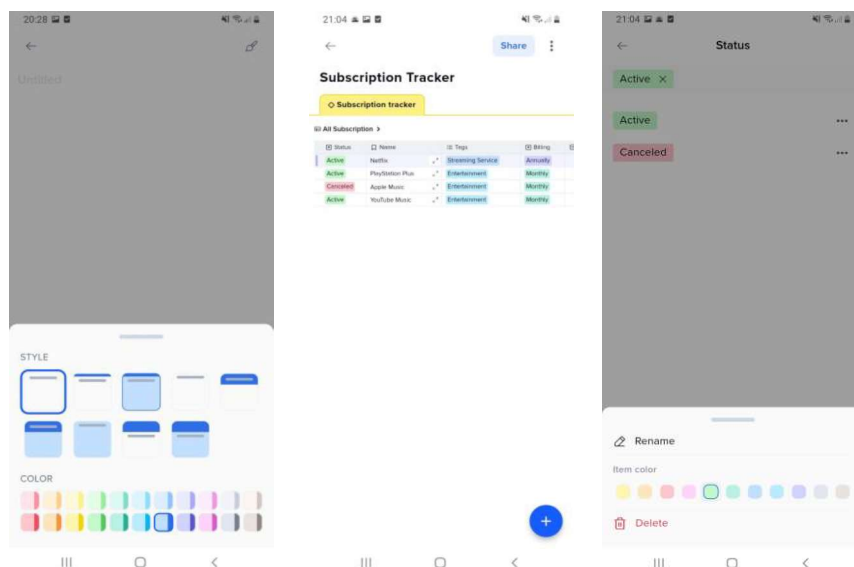 20:28
Untitled
STYLE
COLOR
21:04
Share
Subscription Tracker
Subscription tracker
All Subscription
Status Name Tags Billing
Active Netflix Streaming Service Annually
Active PlayStation Plus Entertainment Monthly
Canceled Apple Music Entertainment Monthly
Active YouTube Music Entertainment Monthly
21:04
Status
Active
Active
Canceled
Rename
Item color
Delete